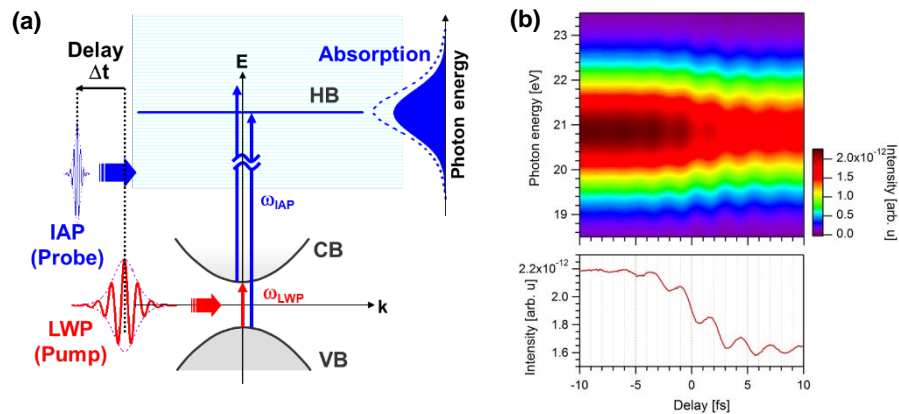 (a)
Delay
Δt
E
Absorption
HB
Photon energy
IAP
(Probe)
ωIAP
CB
ωLWP
k
LWP
(Pump)
VB
(b)
Photon energy [eV]
23
22
21
20
19
2.0x10-12
1.5
1.0
0.5
0.0
Intensity
[arb. u]
Intensity [arb. u]
2.2x10-12
2.0
1.8
1.6
-10
-5
0
5
10
Delay [fs]